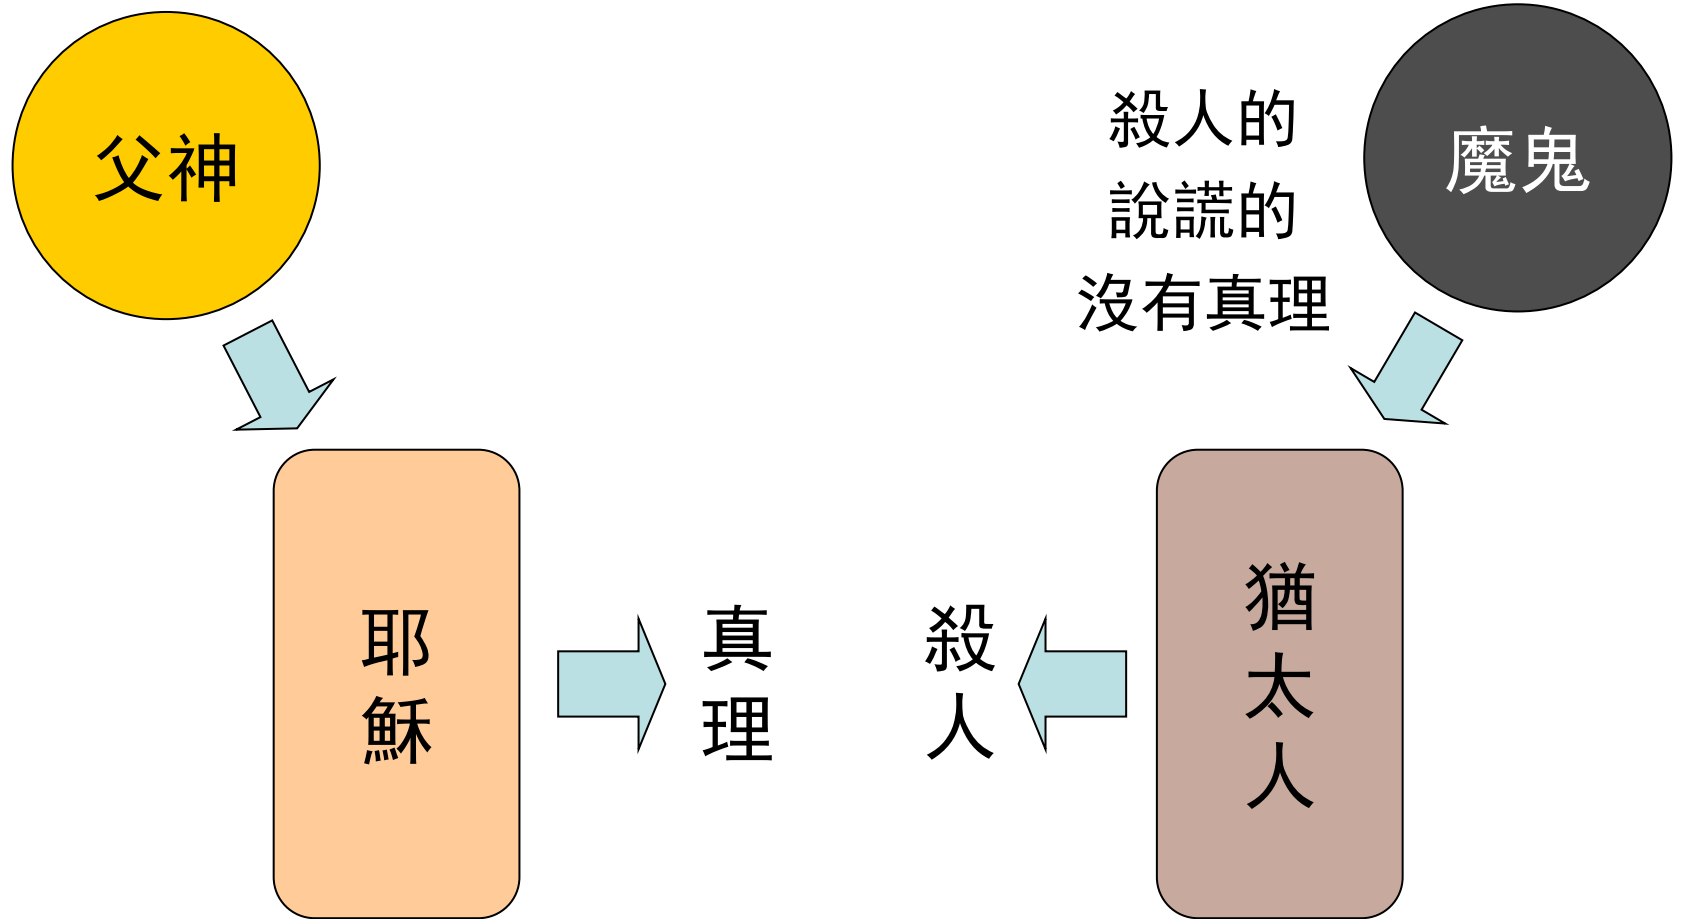 父神
殺人的
說謊的
沒有真理
魔鬼
耶穌
真理
殺人
猶太人